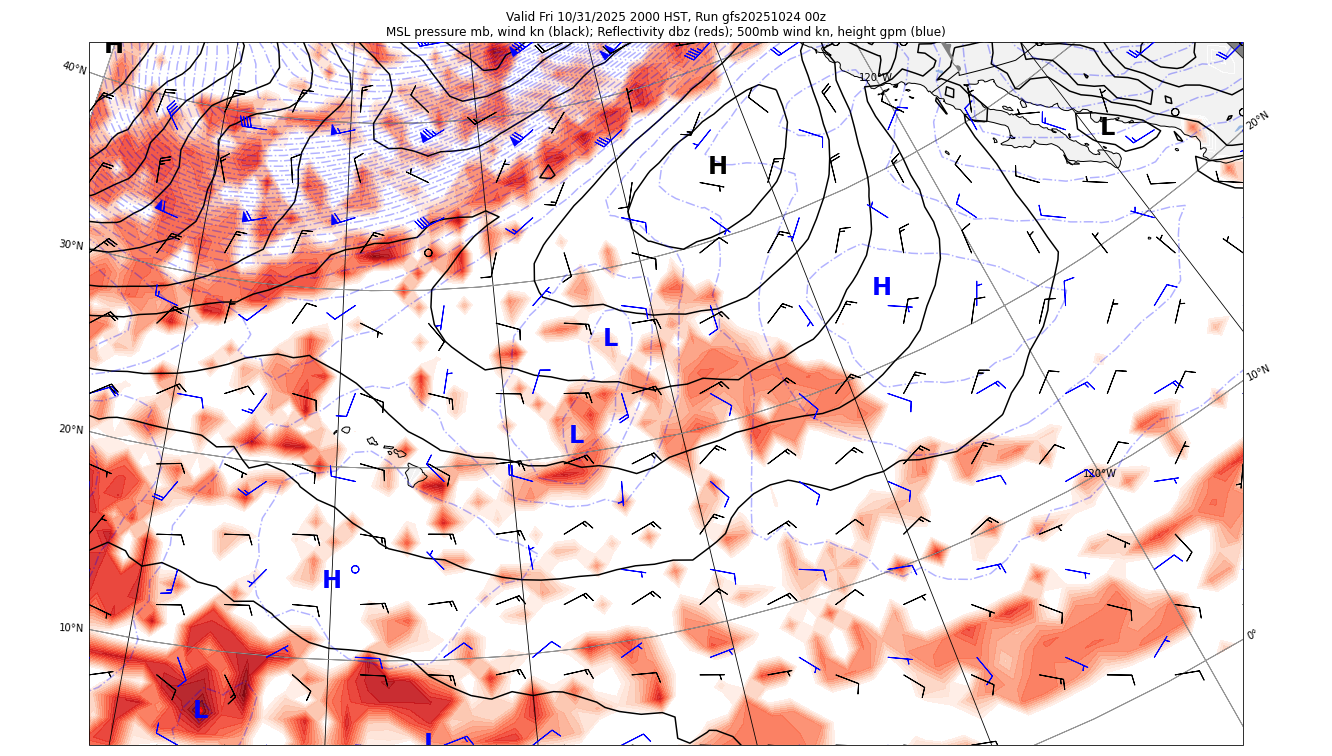 Valid Fri 10/31/2025 2000 HST, Run gfs20251024 00z
MSL pressure mb, wind kn (black); Reflectivity dbz (reds); 500mb wind kn, height gpm (blue)
H
40°N
120°W
20°N
L
H
30°N
H
L
10°N
20°N
L
120°W
H
10°N
0°
L
L